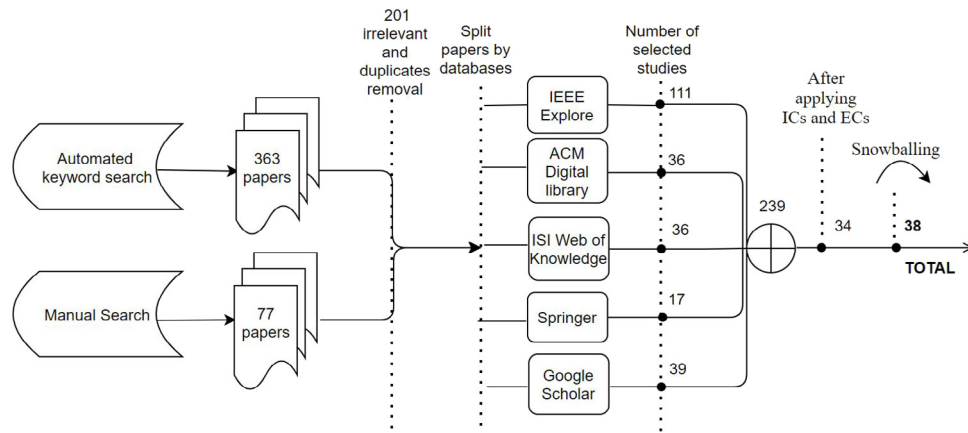 201
irrelevant
and
duplicates
removal
Split
papers by
databases
Number of
selected
studies
After
applying
ICs and ECs
Snowballing
Automated
keyword search
363
papers
Manual Search
77
papers
IEEE
Explore
111
ACM
Digital
library
36
ISI Web of
Knowledge
36
Springer
17
Google
Scholar
39
239
34
38
TOTAL